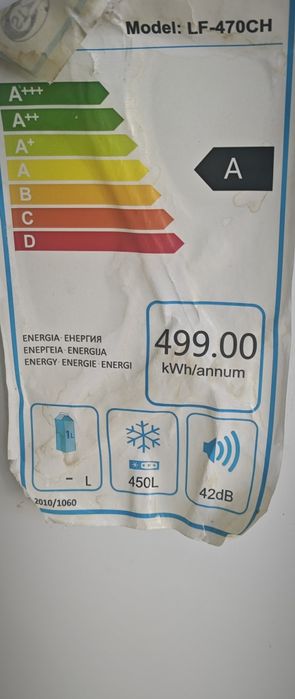 Model: LF-470CH
A+++
A++
A+
A
B
C
D
A
ENERGIA · ЕНЕРГИЯ
ΕΝΕΡΓΕΙΑ · ENERGIJA
ENERGY · ENERGIE · ENERGI
499.00
kWh/annum
1L
- L
450L
42dB
2010/1060